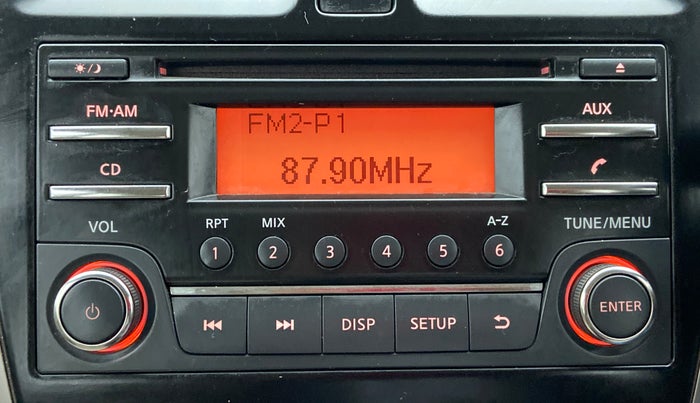 FM·AM
CD
VOL
FM2-P1
87.90MHz
AUX
TUNE/MENU
RPT
MIX
A-Z
1
2
3
4
5
6
DISP
SETUP
ENTER